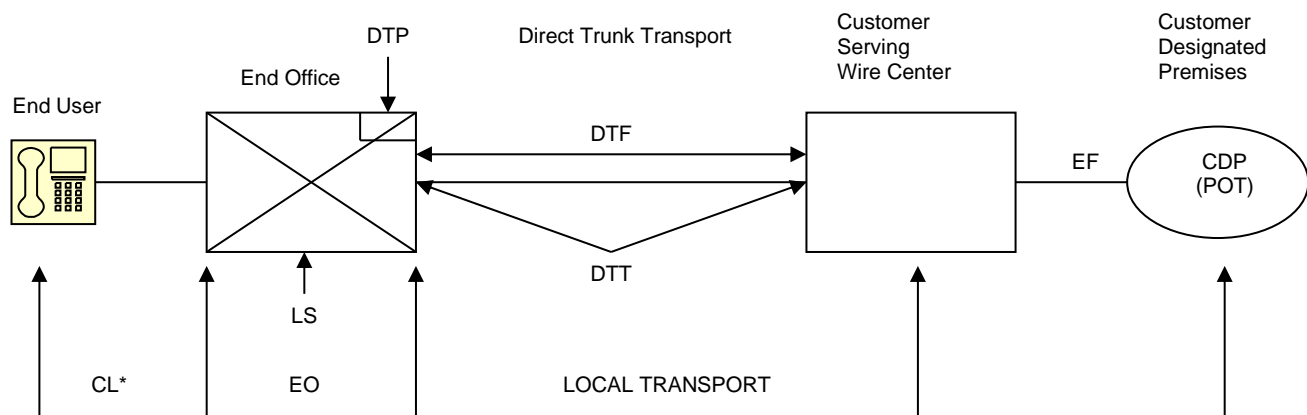 DTP
Direct Trunk Transport
Customer
Serving
Wire Center
Customer
Designated
Premises
End Office
End User
DTF
EF
CDP
(POT)
DTT
LS
CL*
EO
LOCAL TRANSPORT